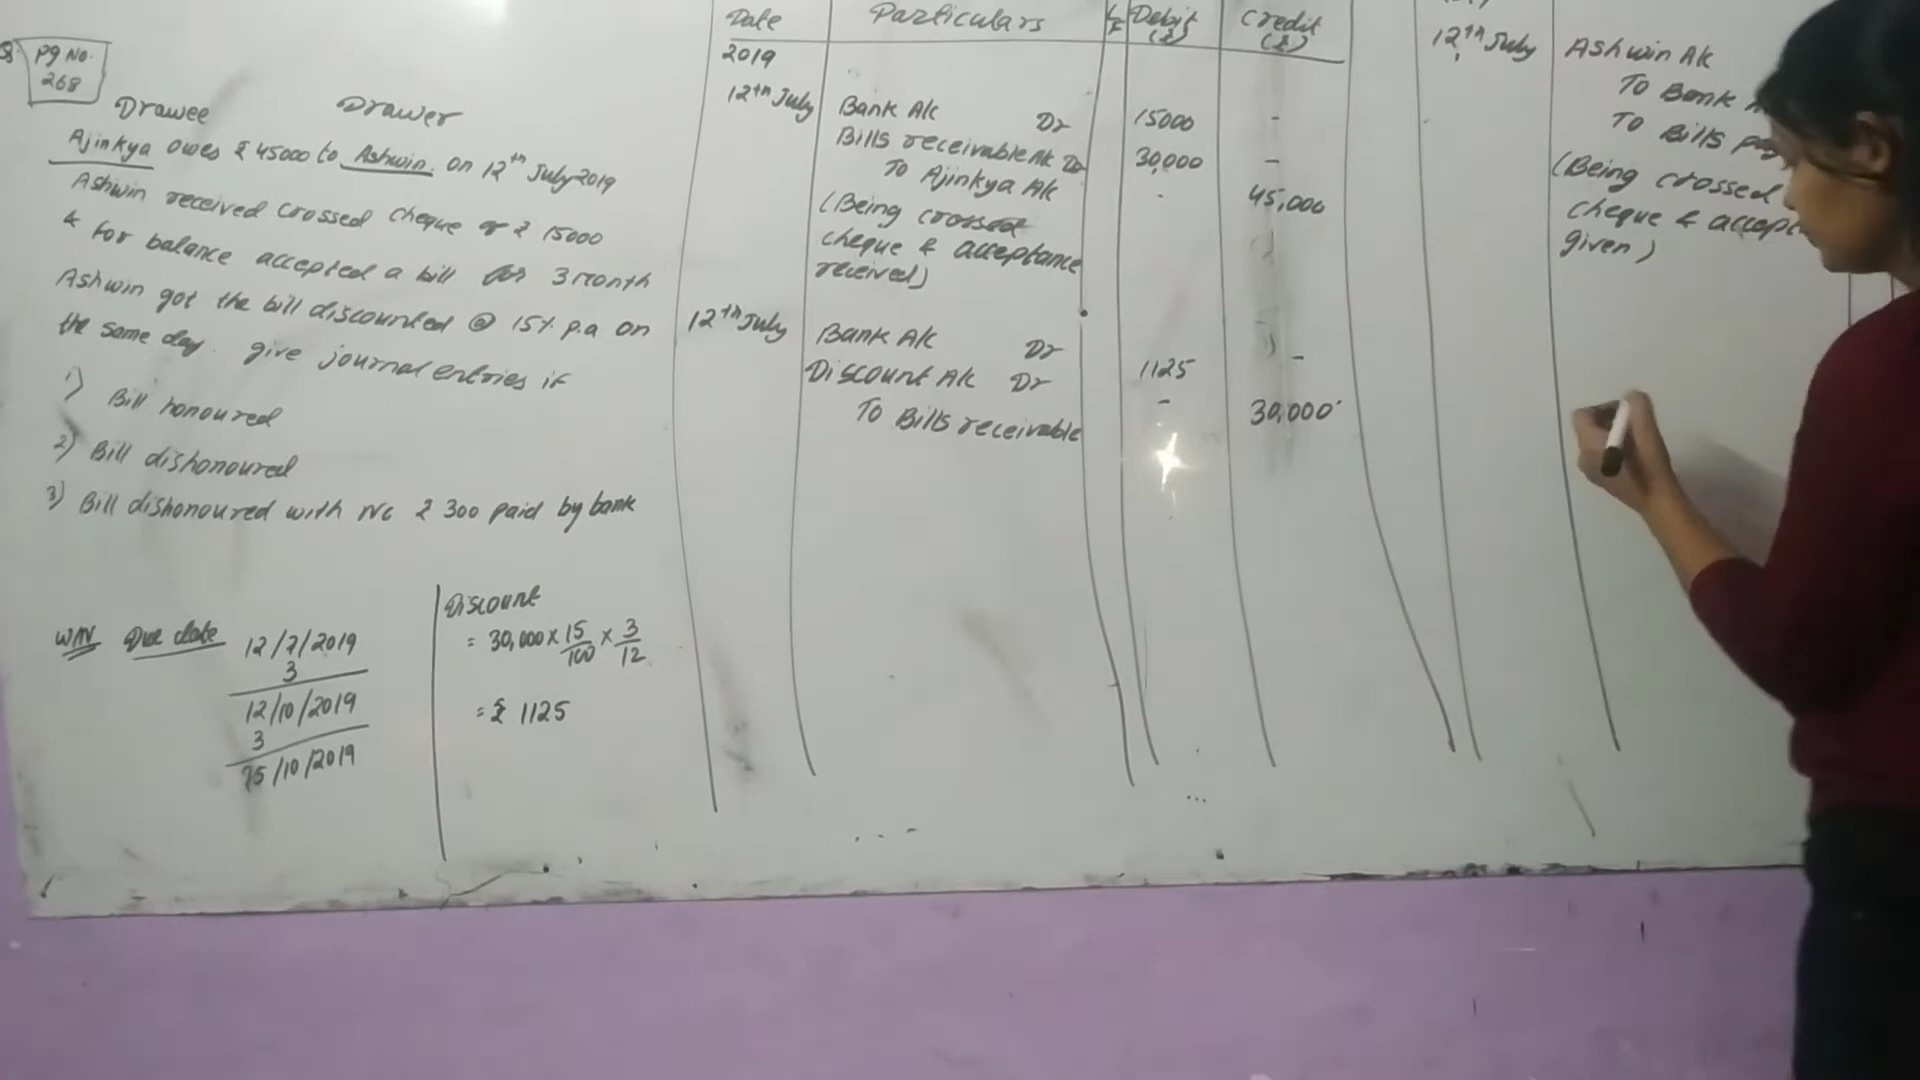 Pg No.
268
Drawee Drawer
Ajinkya owes ₹ 45000 to Ashwin. on 12th July 2019
Ashwin received crossed cheque of ₹ 15000
& for balance accepted a bill for 3 month
Ashwin got the bill discounted @ 15% p.a on
the same day. give journal entries if
1) Bill honoured
2) Bill dishonoured
3) Bill dishonoured with NC ₹ 300 paid by bank
WN Due date 12/7/2019
3
12/10/2019
3
15/10/2019
Discount
= 30,000 × 15/100 × 3/12
= ₹ 1125
Date Particulars LF Debit (₹) Credit (₹)
2019
12th July Bank A/c Dr 15000 -
Bills receivable A/c Dr 30,000 -
To Ajinkya A/c - 45,000
(Being crossed
cheque & acceptance
received)
12th July Bank A/c Dr
Discount A/c Dr 1125 -
To Bills receivable - 30,000
12th July Ashwin A/c
To Bank
To Bills
(Being crossed
cheque &
given)